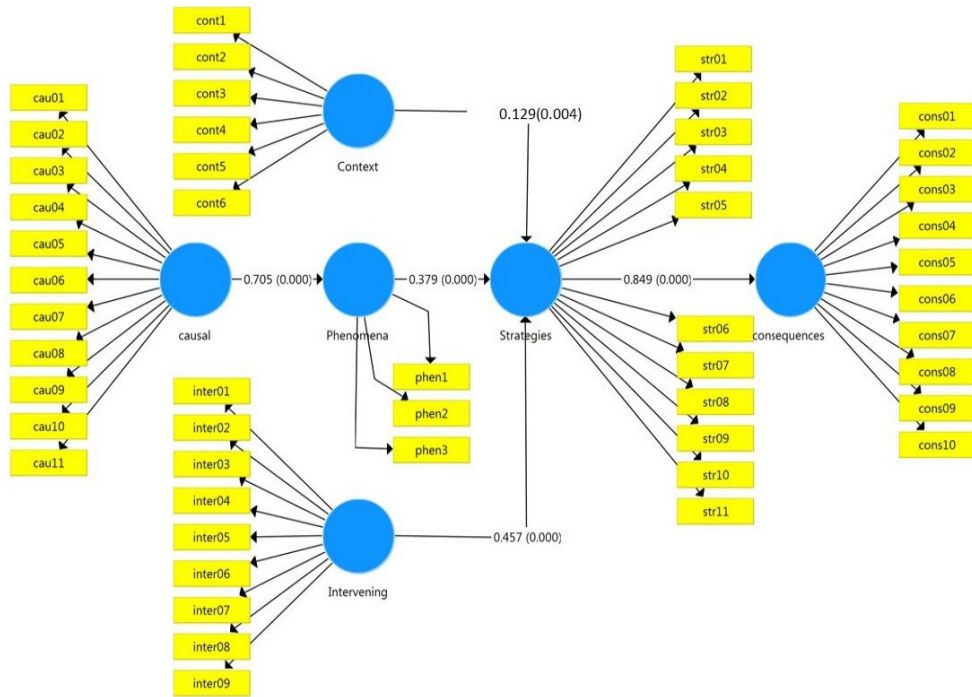 cont1
cont2
cont3
cont4
cont5
cont6
Context
0.129(0.004)
str01
str02
str03
str04
str05
cau01
cau02
cau03
cau04
cau05
cau06
cau07
cau08
cau09
cau10
cau11
causal
0.705 (0.000)
Phenomena
0.379 (0.000)
Strategies
0.849 (0.000)
consequences
cons01
cons02
cons03
cons04
cons05
cons06
cons07
cons08
cons09
cons10
phen1
phen2
phen3
str06
str07
str08
str09
str10
str11
inter01
inter02
inter03
inter04
inter05
inter06
inter07
inter08
inter09
Intervening
0.457 (0.000)